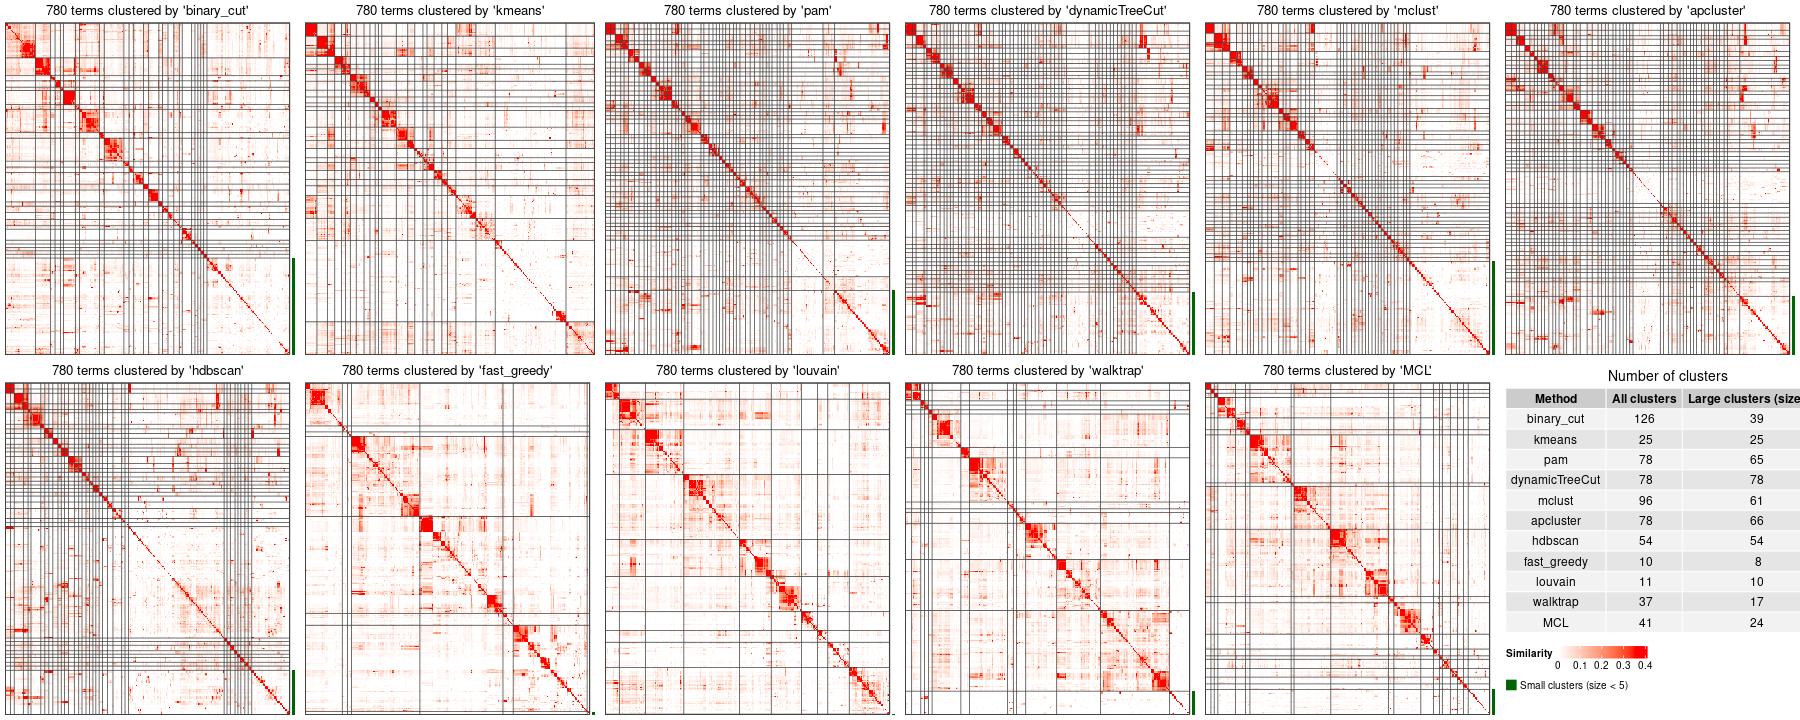 780 terms clustered by 'binary_cut'
780 terms clustered by 'kmeans'
780 terms clustered by 'pam'
780 terms clustered by 'dynamicTreeCut'
780 terms clustered by 'mclust'
780 terms clustered by 'apcluster'
780 terms clustered by 'hdbscan'
780 terms clustered by 'fast_greedy'
780 terms clustered by 'louvain'
780 terms clustered by 'walktrap'
780 terms clustered by 'MCL'
Number of clusters
Method All clusters Large clusters (size
binary_cut 126 39
kmeans 25 25
pam 78 65
dynamicTreeCut 78 78
mclust 96 61
apcluster 78 66
hdbscan 54 54
fast_greedy 10 8
louvain 11 10
walktrap 37 17
MCL 41 24
Similarity
0 0.1 0.2 0.3 0.4
Small clusters (size < 5)